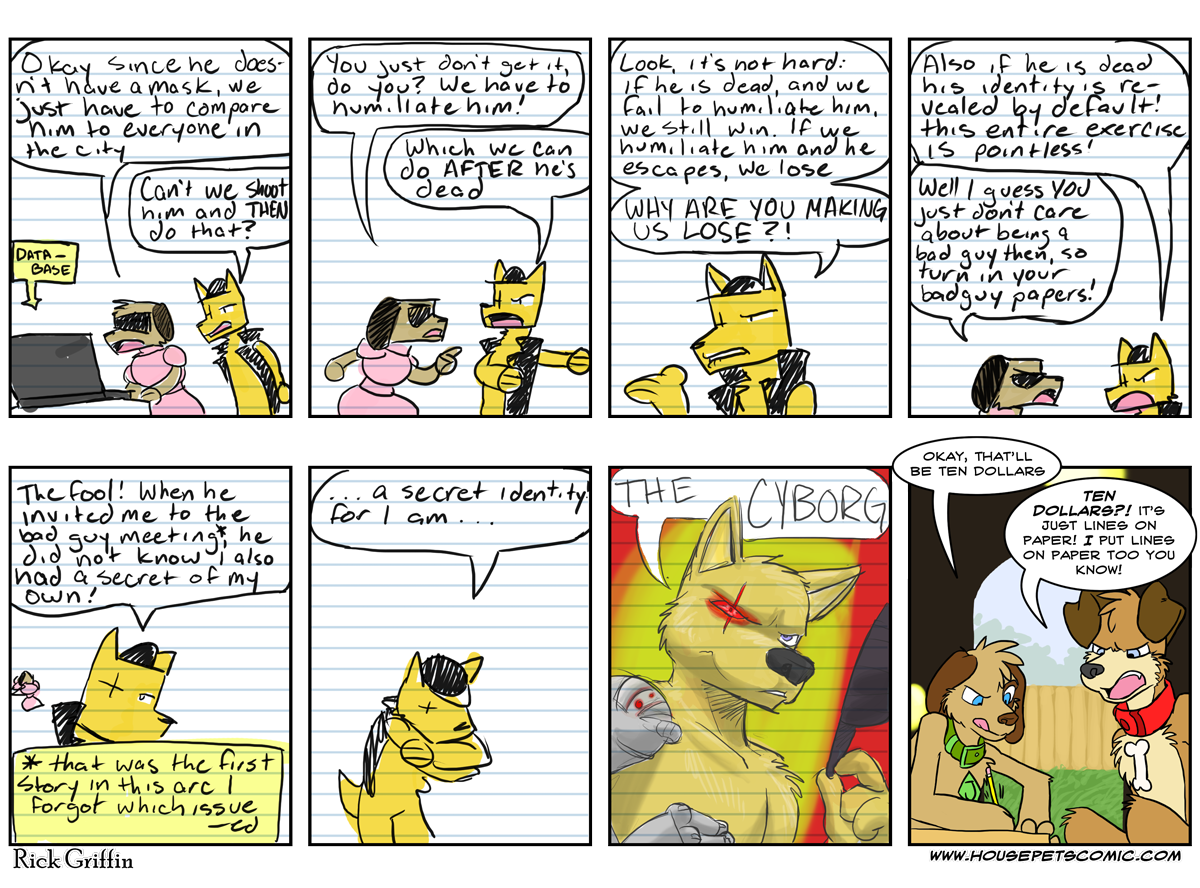 Okay since he does-
n't have a mask, we
just have to compare
him to everyone in
the city
Can't we shoot
him and THEN
do that?
DATA-
BASE
You just don't get it,
do you? We have to
humiliate him!
Which we can
do AFTER he's
dead
Look, it's not hard:
if he is dead, and we
fail to humiliate him,
we still win. If we
humiliate him and he
escapes, we lose
WHY ARE YOU MAKING
US LOSE?!
Also if he is dead
his identity is re-
vealed by default!
this entire exercise
is pointless!
Well I guess YOU
just don't care
about being a
bad guy then, so
turn in your
badguy papers!
The fool! When he
invited me to the
bad guy meeting*, he
did not know I also
had a secret of my
own!
* that was the first
story in this arc I
forgot which issue
-ed
... a secret identity!
for I am ...
THE CYBORG
OKAY, THAT'LL
BE TEN DOLLARS
TEN
DOLLARS?! IT'S
JUST LINES ON
PAPER! I PUT LINES
ON PAPER TOO YOU
KNOW!
Rick Griffin
WWW.HOUSEPETSCOMIC.COM